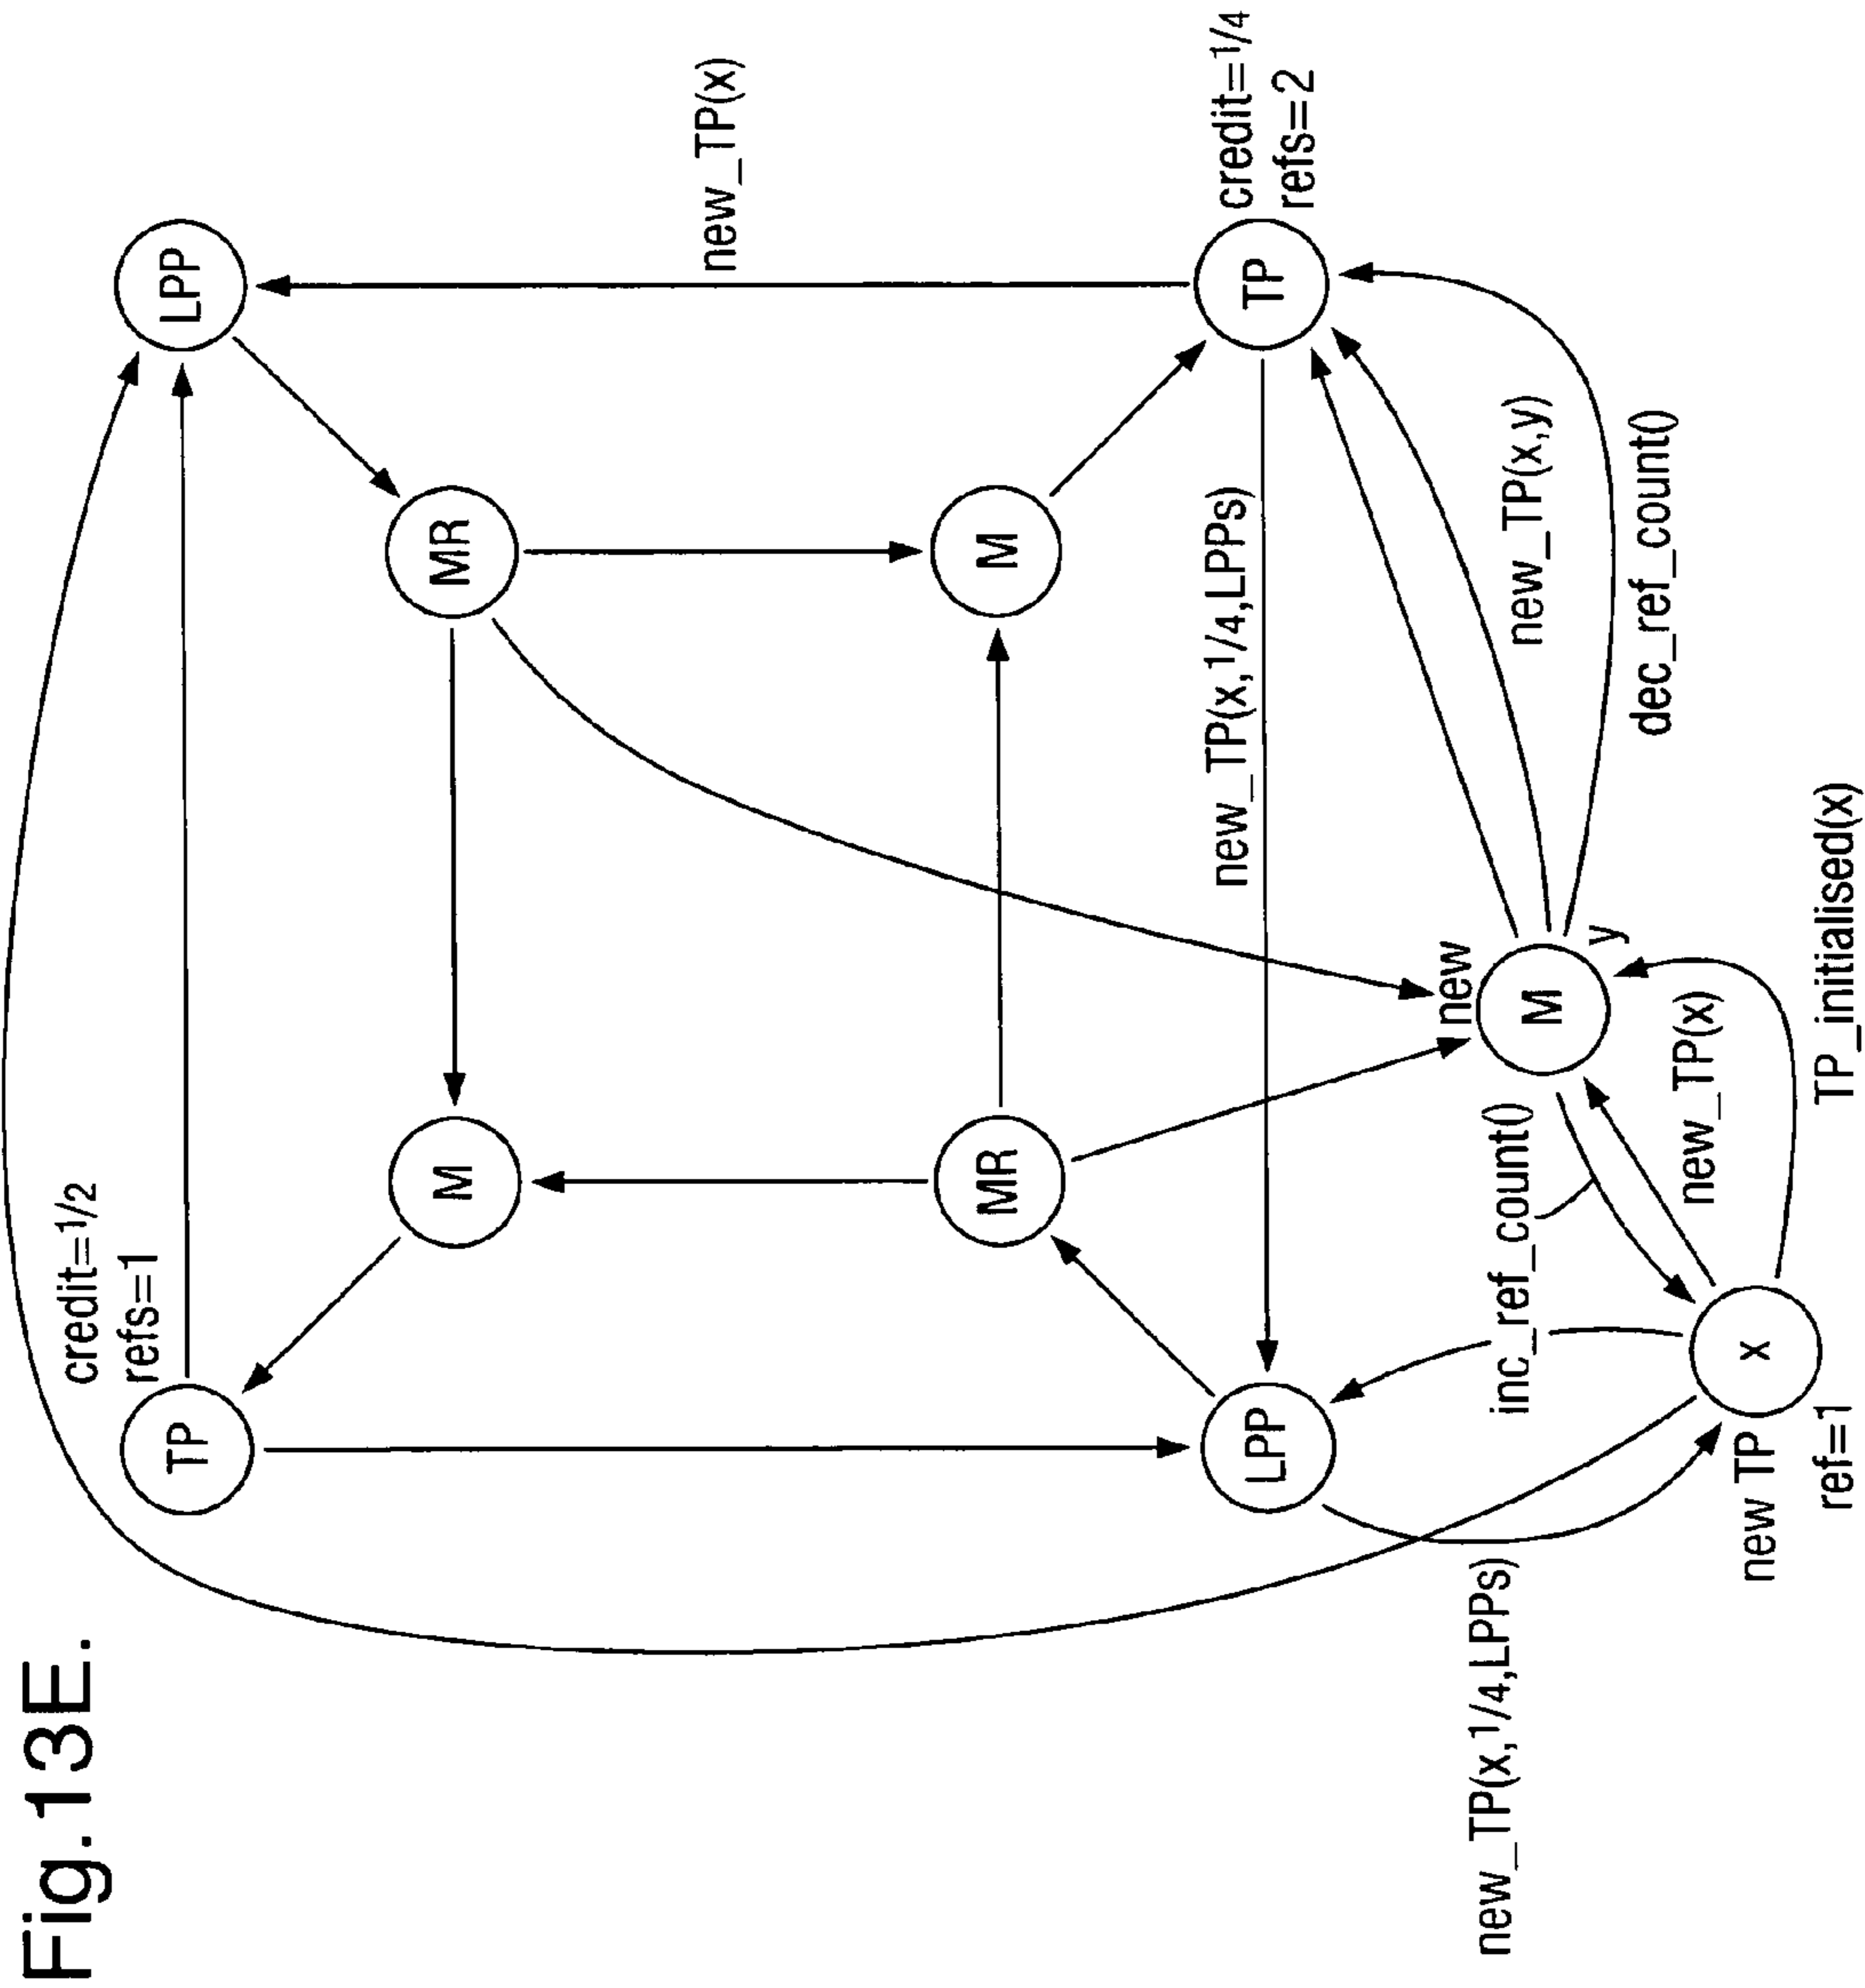 Fig.13E.
credit=1/2
refs=1
TP
LPP
M
MR
new_TP(x)
MR
M
LPP
new_TP(x,1/4,LPPs)
TP
credit=1/4
refs=2
new_TP(x,1/4,LPPs)
inc_ref_count()
new
M
y
new_TP(x,y)
dec_ref_count()
new_TP(x)
new TP
x
ref=1
TP_initialised(x)